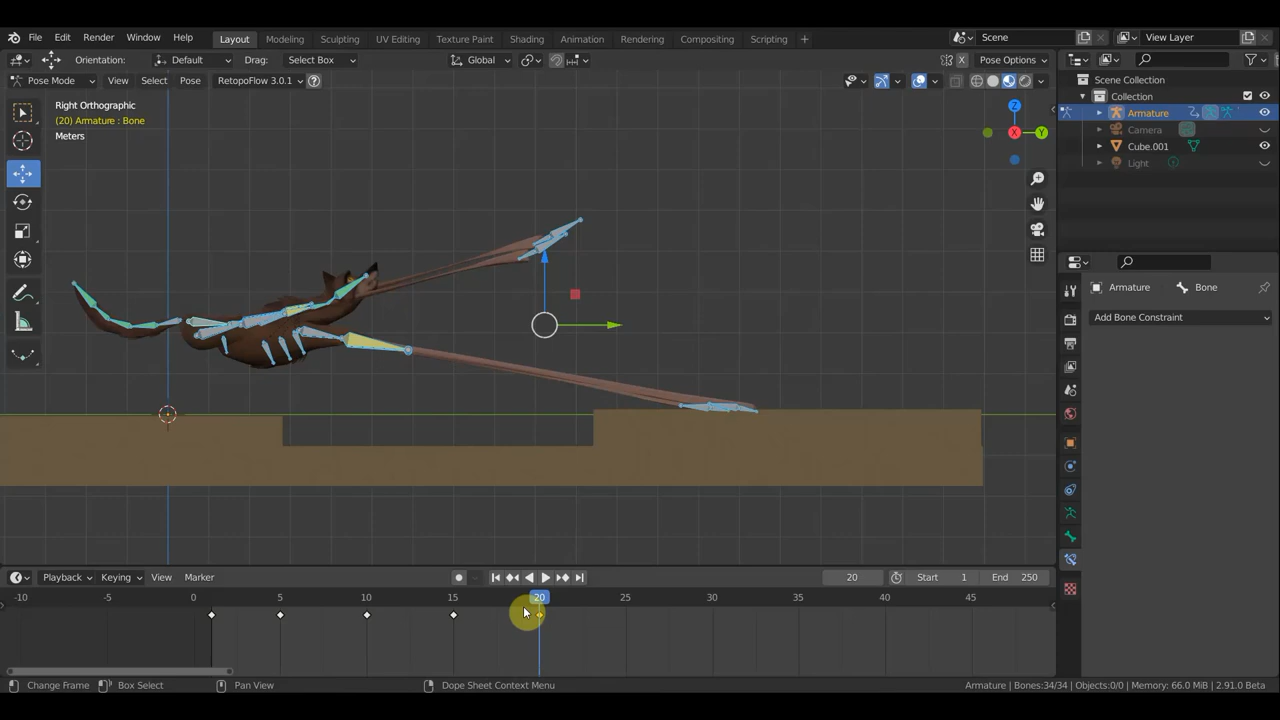 File Edit Render Window Help Layout Modeling Sculpting UV Editing Texture Paint Shading Animation Rendering Compositing Scripting + Scene View Layer
Orientation: Default Drag: Select Box Global X Pose Options
Pose Mode View Select Pose RetopoFlow 3.0.1 ?
Scene Collection
Collection
Armature
Camera
Cube.001
Light
Right Orthographic
(20) Armature : Bone
Meters
Z
X
Y
Armature Bone
Add Bone Constraint
Playback Keying View Marker 20 Start 1 End 250
-10 -5 0 5 10 15 20 25 30 35 40 45
Change Frame Box Select Pan View Dope Sheet Context Menu Armature | Bones:34/34 | Objects:0/0 | Memory: 66.0 MiB | 2.91.0 Beta